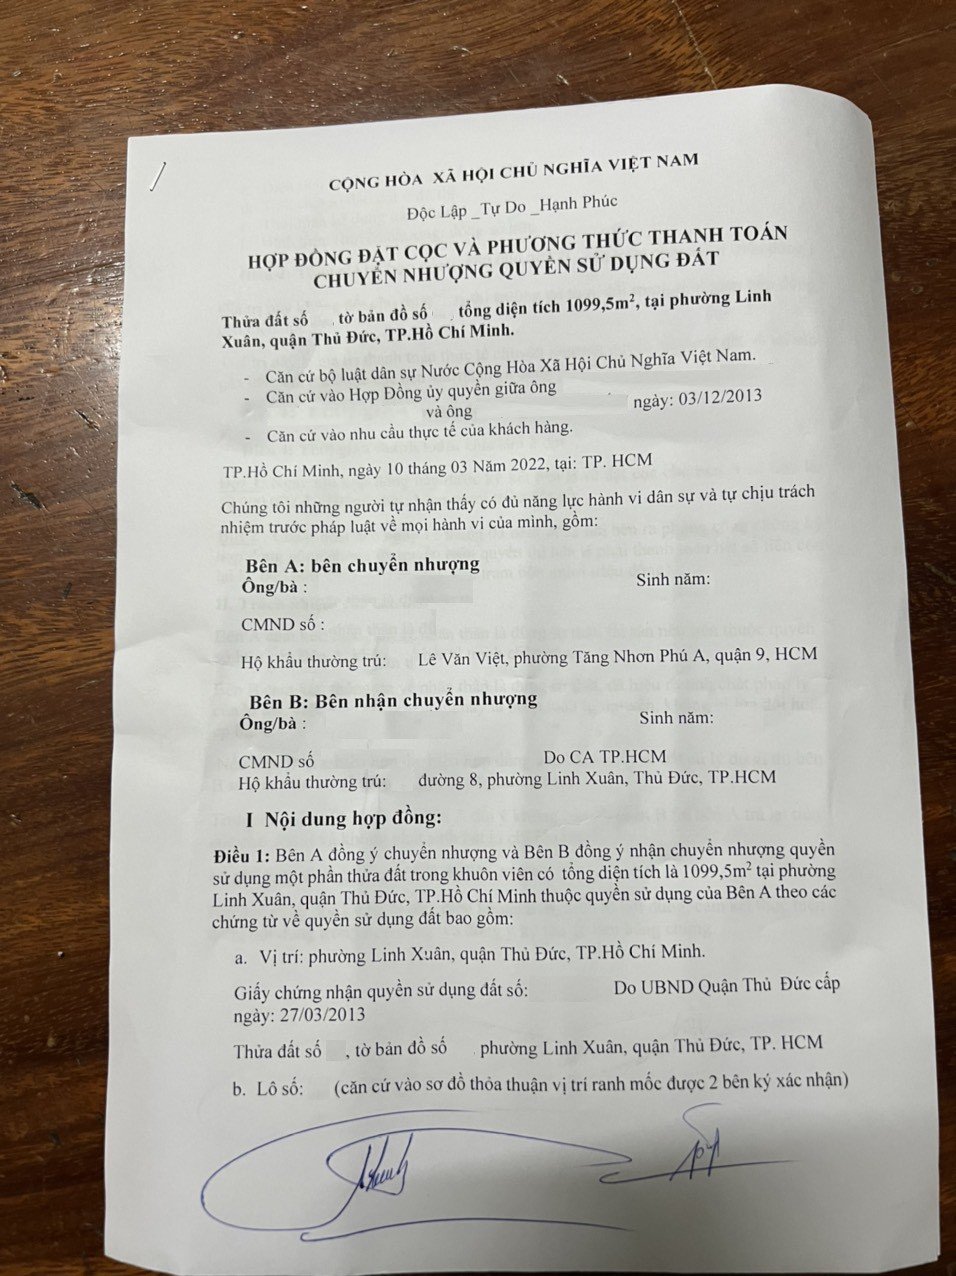 CỘNG HÒA XÃ HỘI CHỦ NGHĨA VIỆT NAM
Độc Lập _Tự Do _Hạnh Phúc
HỢP ĐỒNG ĐẶT CỌC VÀ PHƯƠNG THỨC THANH TOÁN
CHUYỂN NHƯỢNG QUYỀN SỬ DỤNG ĐẤT
Thửa đất số , tờ bản đồ số , tổng diện tích 1099,5m², tại phường Linh
Xuân, quận Thủ Đức, TP.Hồ Chí Minh.
- Căn cứ bộ luật dân sự Nước Cộng Hòa Xã Hội Chủ Nghĩa Việt Nam.
- Căn cứ vào Hợp Đồng ủy quyền giữa ông
và ông ngày: 03/12/2013
- Căn cứ vào nhu cầu thực tế của khách hàng.
TP.Hồ Chí Minh, ngày 10 tháng 03 Năm 2022, tại: TP. HCM
Chúng tôi những người tự nhận thấy có đủ năng lực hành vi dân sự và tự chịu trách
nhiệm trước pháp luật về mọi hành vi của mình, gồm:
Bên A: bên chuyển nhượng
Ông/bà : Sinh năm:
CMND số :
Hộ khẩu thường trú: Lê Văn Việt, phường Tăng Nhơn Phú A, quận 9, HCM
Bên B: Bên nhận chuyển nhượng
Ông/bà : Sinh năm:
CMND số Do CA TP.HCM
Hộ khẩu thường trú: đường 8, phường Linh Xuân, Thủ Đức, TP.HCM
I Nội dung hợp đồng:
Điều 1: Bên A đồng ý chuyển nhượng và Bên B đồng ý nhận chuyển nhượng quyền
sử dụng một phần thửa đất trong khuôn viên có tổng diện tích là 1099,5m² tại phường
Linh Xuân, quận Thủ Đức, TP.Hồ Chí Minh thuộc quyền sử dụng của Bên A theo các
chứng từ về quyền sử dụng đất bao gồm:
a. Vị trí: phường Linh Xuân, quận Thủ Đức, TP.Hồ Chí Minh.
Giấy chứng nhận quyền sử dụng đất số: Do UBND Quận Thủ Đức cấp
ngày: 27/03/2013
Thửa đất số , tờ bản đồ số , phường Linh Xuân, quận Thủ Đức, TP. HCM
b. Lô số: (căn cứ vào sơ đồ thỏa thuận vị trí ranh mốc được 2 bên ký xác nhận)